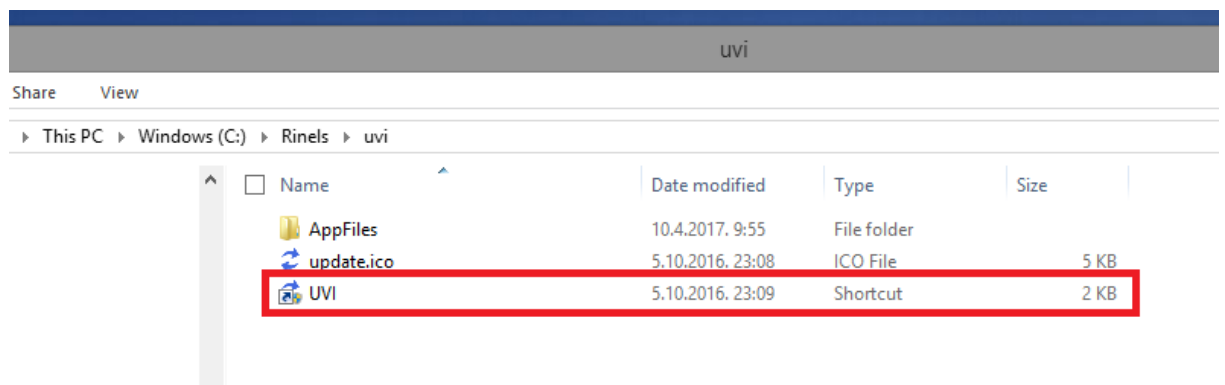 uvi
Share View
This PC Windows (C:) Rinels uvi
Name Date modified Type Size
AppFiles 10.4.2017. 9:55 File folder
update.ico 5.10.2016. 23:08 ICO File 5 KB
UVI 5.10.2016. 23:09 Shortcut 2 KB